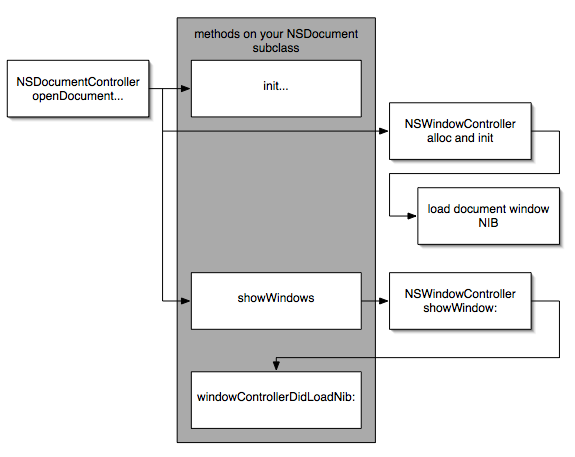 methods on your NSDocument
subclass
NSDocumentController
openDocument...
init...
NSWindowController
alloc and init
load document window
NIB
showWindows
NSWindowController
showWindow:
windowControllerDidLoadNib: